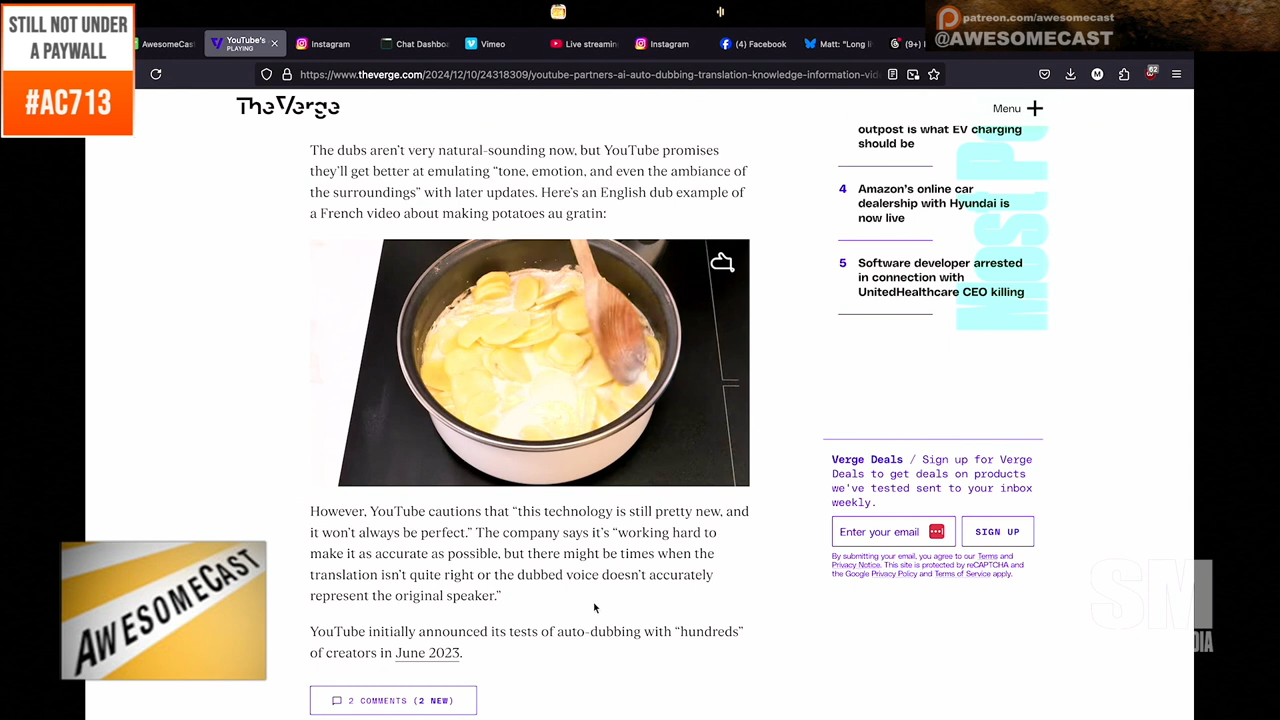 STILL NOT UNDER
A PAYWALL
#AC713
AwesomeCas
YouTube's
PLAYING
Instagram
Chat Dashbo
Vimeo
Live streamin
Instagram
(4) Facebook
Matt: "Long li
(9+) I
patreon.com/awesomecast
@AWESOMECAST
https://www.theverge.com/2024/12/10/24318309/youtube-partners-ai-auto-dubbing-translation-knowledge-information-vid
62
TheVerge
Menu
The dubs aren't very natural-sounding now, but YouTube promises
they'll get better at emulating “tone, emotion, and even the ambiance of
the surroundings” with later updates. Here's an English dub example of
a French video about making potatoes au gratin:
However, YouTube cautions that “this technology is still pretty new, and
it won't always be perfect.” The company says it's “working hard to
make it as accurate as possible, but there might be times when the
translation isn't quite right or the dubbed voice doesn't accurately
represent the original speaker.”
YouTube initially announced its tests of auto-dubbing with “hundreds”
of creators in June 2023.
2 COMMENTS (2 NEW)
outpost is what EV charging
should be
4 Amazon's online car
dealership with Hyundai is
now live
5 Software developer arrested
in connection with
UnitedHealthcare CEO killing
Most Po
Verge Deals / Sign up for Verge
Deals to get deals on products
we've tested sent to your inbox
weekly.
Enter your email
SIGN UP
By submitting your email, you agree to our Terms and
Privacy Notice. This site is protected by reCAPTCHA and
the Google Privacy Policy and Terms of Service apply.
AWESOMECAST
SM
DIA